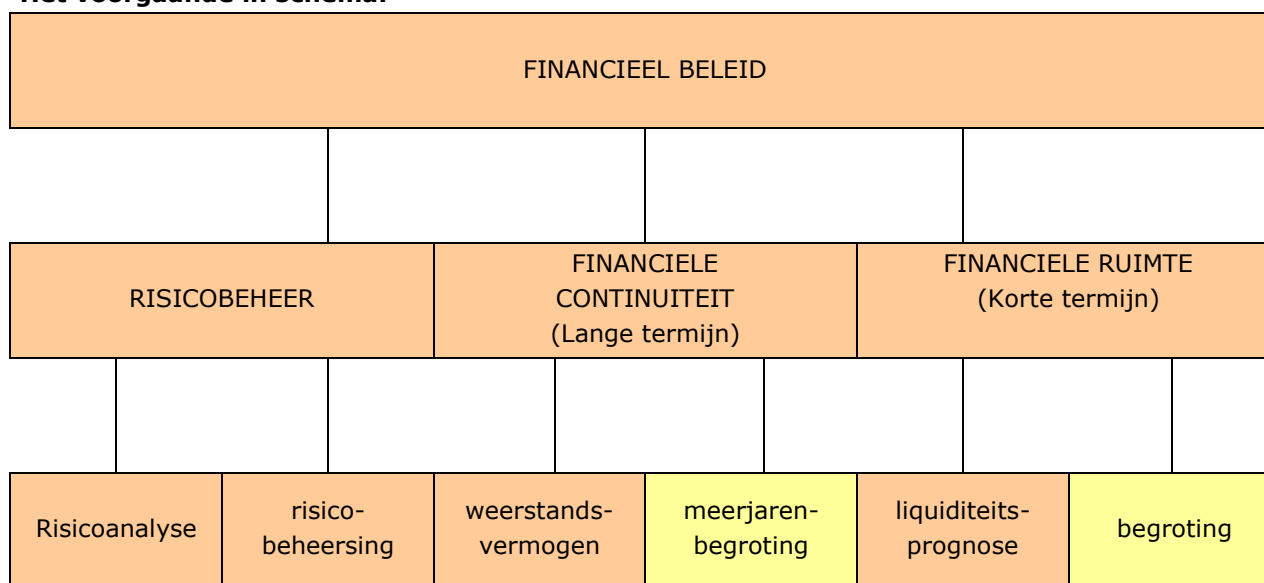 Het voorgaande in schema:
FINANCIEEL BELEID
RISICOBEHEER
FINANCIELE
CONTINUITEIT
(Lange termijn)
FINANCIELE RUIMTE
(Korte termijn)
Risicoanalyse
risico-
beheersing
weerstands-
vermogen
meerjaren-
begroting
liquiditeits-
prognose
begroting